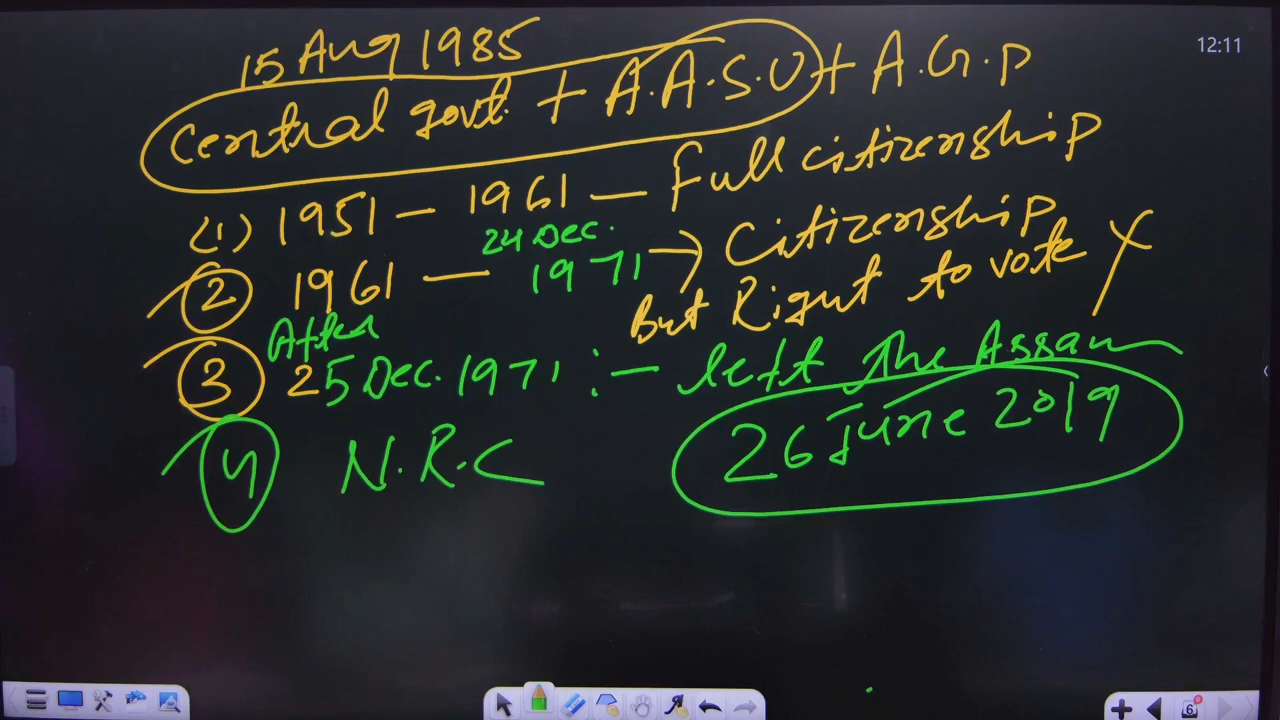 12:11
15 Aug 1985
Central govt. + A.A.S.U + A.G.P
(1) 1951 – 1961 – Full citizenship
24 Dec.
(2) 1961 — 1971 → Citizenship
But Right to vote X
After
(3) 25 Dec. 1971 :- left the Assam
26 June 2019
(4) N.R.C
6